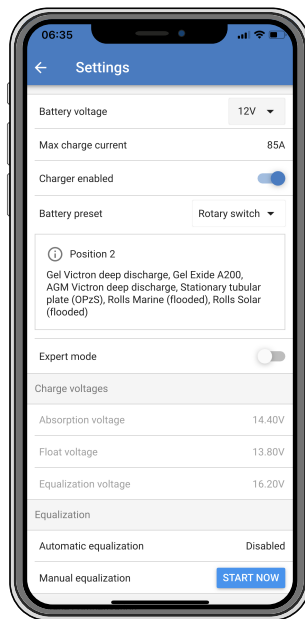 06:35
Settings
Battery voltage 12V
Max charge current 85A
Charger enabled
Battery preset Rotary switch
Position 2
Gel Victron deep discharge, Gel Exide A200,
AGM Victron deep discharge, Stationary tubular
plate (OPzS), Rolls Marine (flooded), Rolls Solar
(flooded)
Expert mode
Charge voltages
Absorption voltage 14.40V
Float voltage 13.80V
Equalization voltage 16.20V
Equalization
Automatic equalization Disabled
Manual equalization START NOW